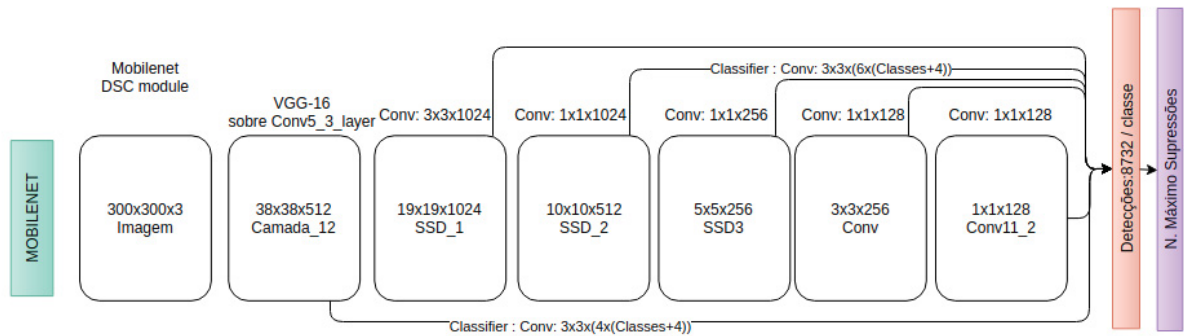 Mobilenet
DSC module
VGG-16
sobre Conv5_3_layer
Conv: 3x3x1024
Conv: 1x1x1024
Conv: 1x1x256
Conv: 1x1x128
Conv: 1x1x128
Classifier : Conv: 3x3x(6x(Classes+4))
MOBILENET
300x300x3
Imagem
38x38x512
Camada_12
19x19x1024
SSD_1
10x10x512
SSD_2
5x5x256
SSD3
3x3x256
Conv
1x1x128
Conv11_2
Detecções:8732 / classe
N. Máximo Supressões
Classifier : Conv: 3x3x(4x(Classes+4))